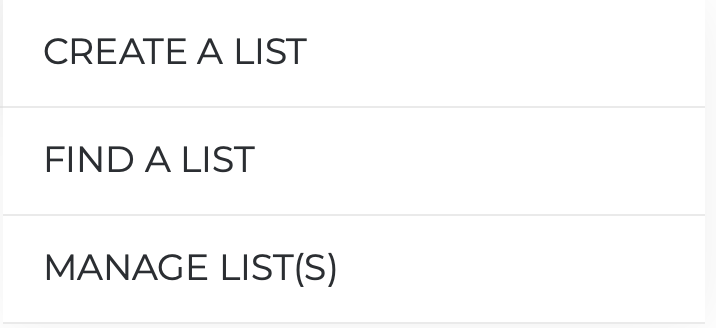 CREATE A LIST
FIND A LIST
MANAGE LIST(S)